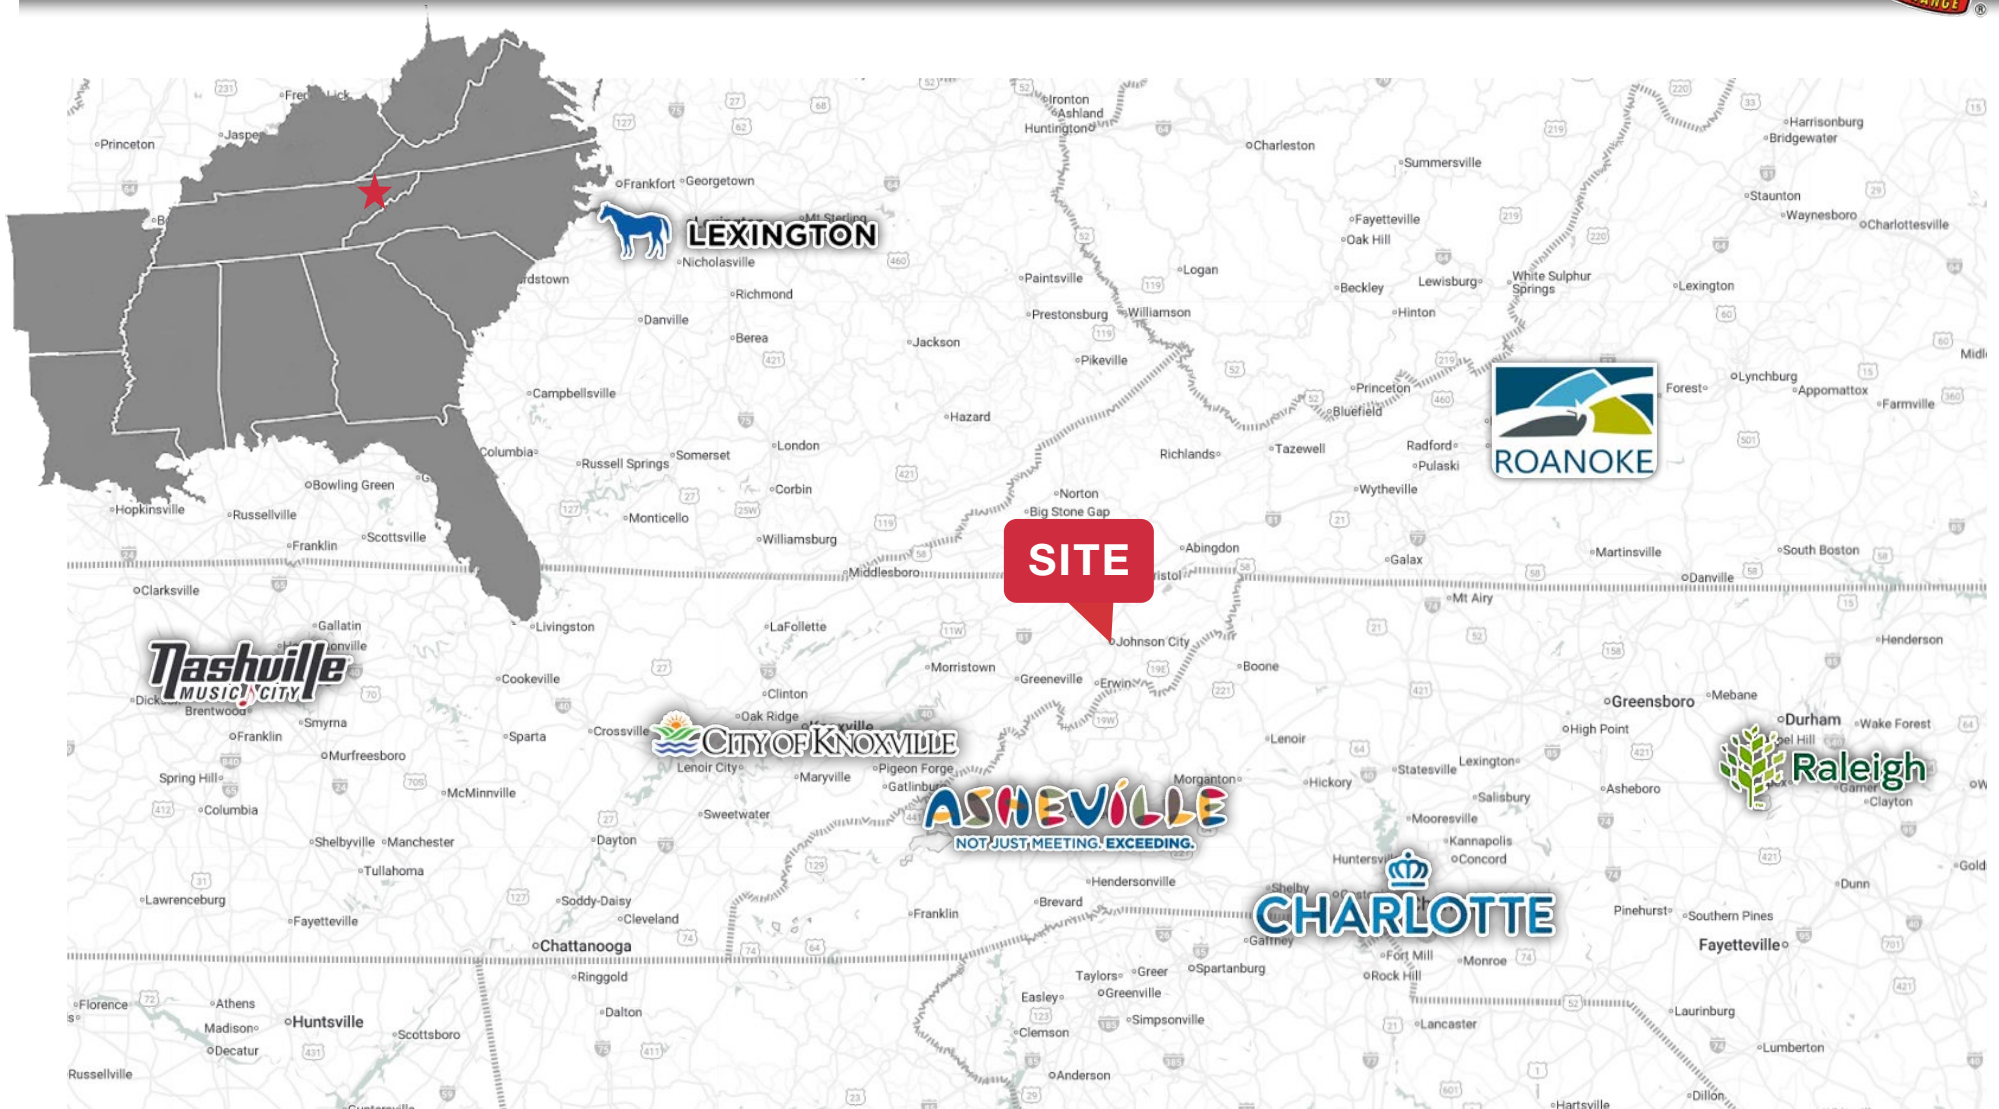 Ironton
Ashland
Huntington
Harrisonburg
Bridgewater
Princeton
Charleston
Summersville
Frankfort
Georgetown
Staunton
Waynesboro
Charlottesville
Fayetteville
Oak Hill
Mt Sterling
LEXINGTON
Nicholasville
Logan
Paintsville
Beckley
Lewisburg
White Sulphur
Springs
Lexington
Richmond
Danville
Prestonsburg
Williamson
Hinton
Berea
Jackson
Pikeville
Campbellsville
Princeton
Bluefield
Forest
Lynchburg
Appomattox
Farmville
Hazard
London
Columbia
Russell Springs
Somerset
Richlands
Tazewell
Radford
Pulaski
ROANOKE
Bowling Green
Corbin
Norton
Big Stone Gap
Wytheville
Hopkinsville
Russellville
Monticello
Franklin
Scottsville
Williamsburg
SITE
Abingdon
Galax
Martinsville
South Boston
Middlesboro
Danville
Clarksville
Mt Airy
Gallatin
Livingston
LaFollette
Johnson City
Henderson
Nashville
MUSIC CITY
Brentwood
Cookeville
Morristown
Greeneville
Erwin
Boone
Clinton
Smyrna
Franklin
Sparta
Crossville
Oak Ridge
Knoxville
CITY OF KNOXVILLE
Lenoir
Greensboro
Mebane
High Point
Durham
Wake Forest
Raleigh
Murfreesboro
Spring Hill
Columbia
McMinnville
Lenoir City
Maryville
Pigeon Forge
Gatlinburg
Morganton
Hickory
Statesville
Lexington
Salisbury
Asheboro
Garner
Clayton
ASHEVILLE
NOT JUST MEETING. EXCEEDING.
Sweetwater
Mooresville
Shelbyville
Manchester
Dayton
Kannapolis
Concord
Tullahoma
Hendersonville
Brevard
Shelby
CHARLOTTE
Dunn
Lawrenceburg
Fayetteville
Soddy-Daisy
Cleveland
Franklin
Pinehurst
Southern Pines
Chattanooga
Gaffney
Fayetteville
Ringgold
Taylors
Greer
Spartanburg
Fort Mill
Rock Hill
Monroe
Florence
Athens
Easley
Greenville
Madison
Huntsville
Scottsboro
Dalton
Clemson
Simpsonville
Lancaster
Laurinburg
Decatur
Lumberton
Russellville
Anderson
Hartsville
Dillon